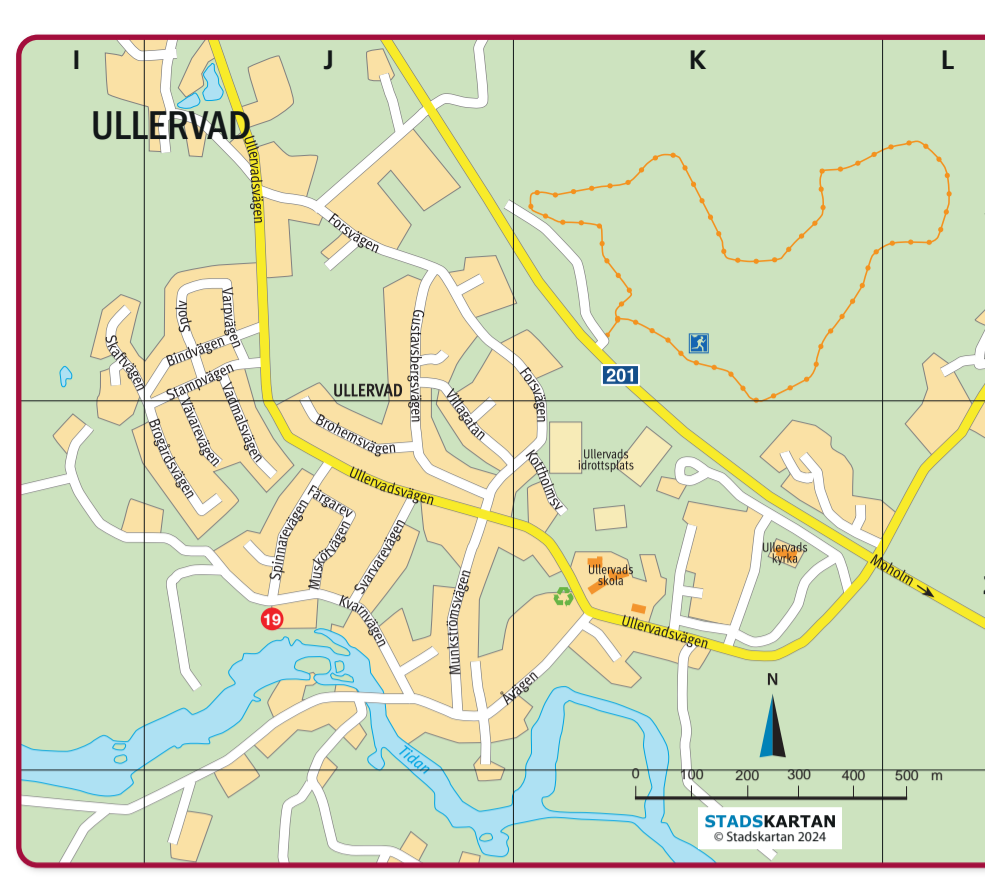 I
J
K
L
ULLERVAD
Ullervadsvägen
Forsvägen
Varpvägen
Spolv
Skaftvägen
Bindvägen
Stampvägen
Gustavsbergsvägen
201
ULLERVAD
Forsvägen
Villagatan
Vävarevägen
Vadmalsvägen
Brogårdsvägen
Brohemsvägen
Ullervads
idrottsplats
Kottholmsv
Ullervadsvägen
Färgarev
Spinnarevägen
Muskörvägen
Svarvarevägen
Ullervads
kyrka
Moholm
Ullervads
skola
Kvarnvägen
Munkströmsvägen
19
Ullervadsvägen
Åvägen
N
Tidan
0 100 200 300 400 500 m
STADSKARTAN
© Stadskartan 2024